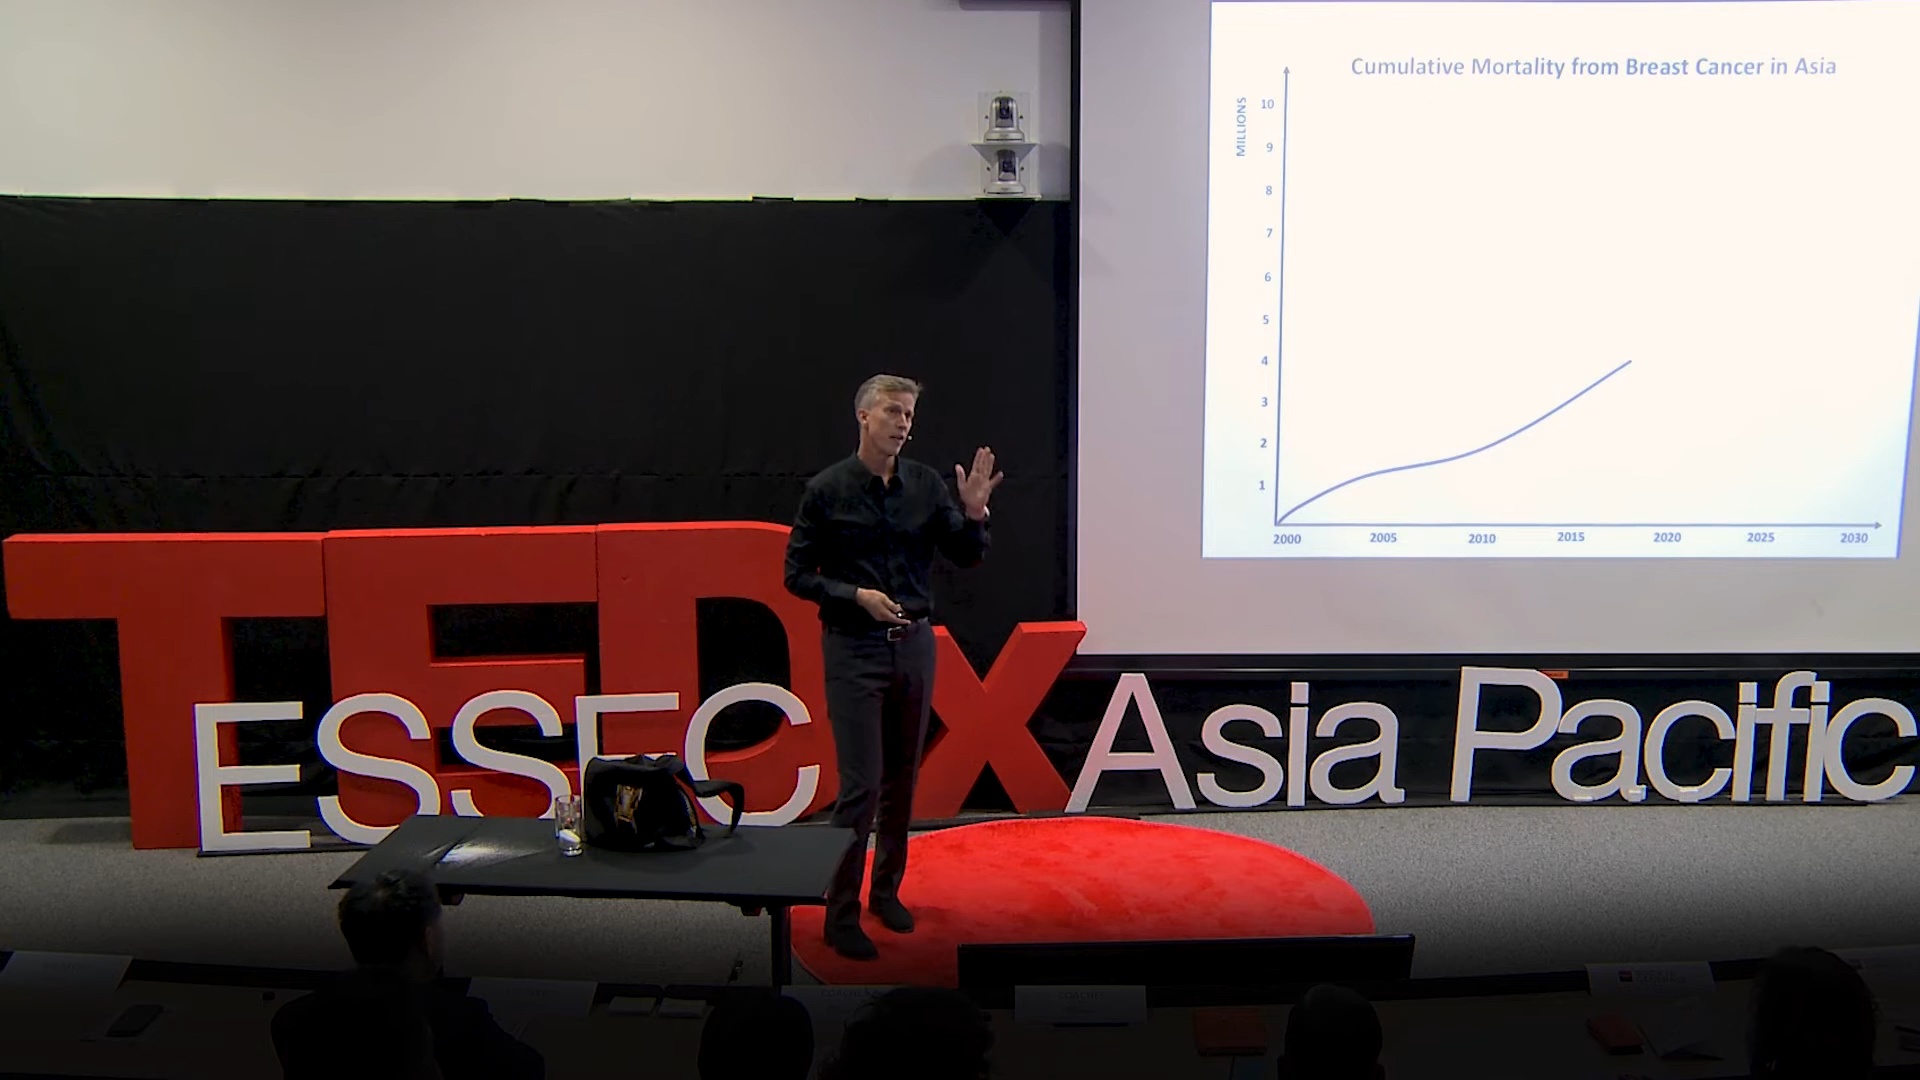 Cumulative Mortality from Breast Cancer in Asia
MILLIONS
10
9
8
7
6
5
4
3
2
1
2000 2005 2010 2015 2020 2025 2030
TEDx
ESSEC Asia Pacific